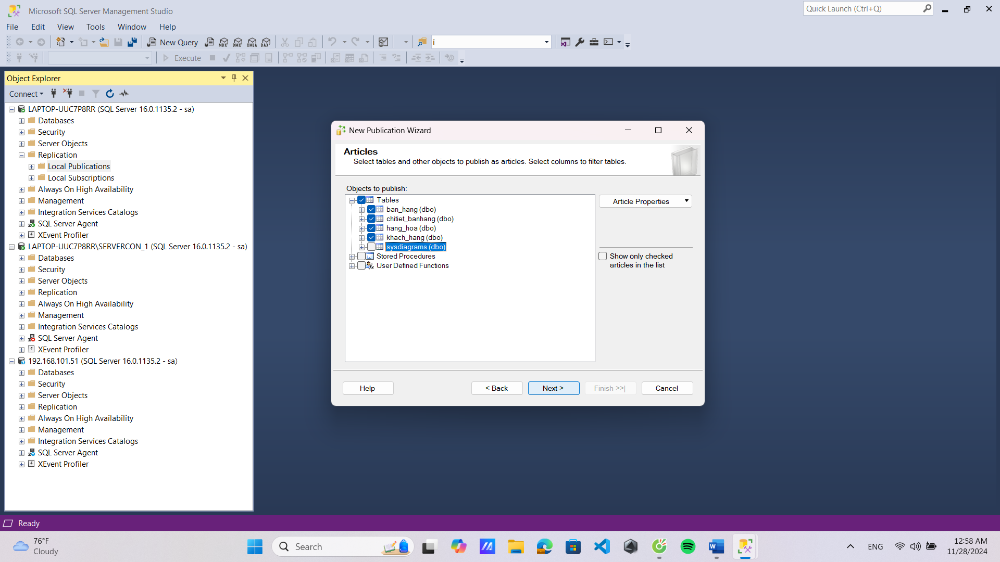 Microsoft SQL Server Management Studio
Quick Launch (Ctrl+Q)
File Edit View Tools Window Help
New Query MDX DMX XMLA DAX i
Execute
Object Explorer
Connect
LAPTOP-UUC7P8RR (SQL Server 16.0.1135.2 - sa)
Databases
Security
Server Objects
Replication
Local Publications
Local Subscriptions
Always On High Availability
Management
Integration Services Catalogs
SQL Server Agent
XEvent Profiler
LAPTOP-UUC7P8RR\SERVERCON_1 (SQL Server 16.0.1135.2 - sa)
Databases
Security
Server Objects
Replication
Always On High Availability
Management
Integration Services Catalogs
SQL Server Agent
XEvent Profiler
192.168.101.51 (SQL Server 16.0.1135.2 - sa)
Databases
Security
Server Objects
Replication
Always On High Availability
Management
Integration Services Catalogs
SQL Server Agent
XEvent Profiler
New Publication Wizard
Articles
Select tables and other objects to publish as articles. Select columns to filter tables.
Objects to publish:
Tables
ban_hang (dbo)
chitiet_banhang (dbo)
hang_hoa (dbo)
khach_hang (dbo)
sysdiagrams (dbo)
Stored Procedures
User Defined Functions
Article Properties
Show only checked
articles in the list
Help < Back Next > Finish >>| Cancel
Ready
76°F
Cloudy
Search
ENG
12:58 AM
11/28/2024